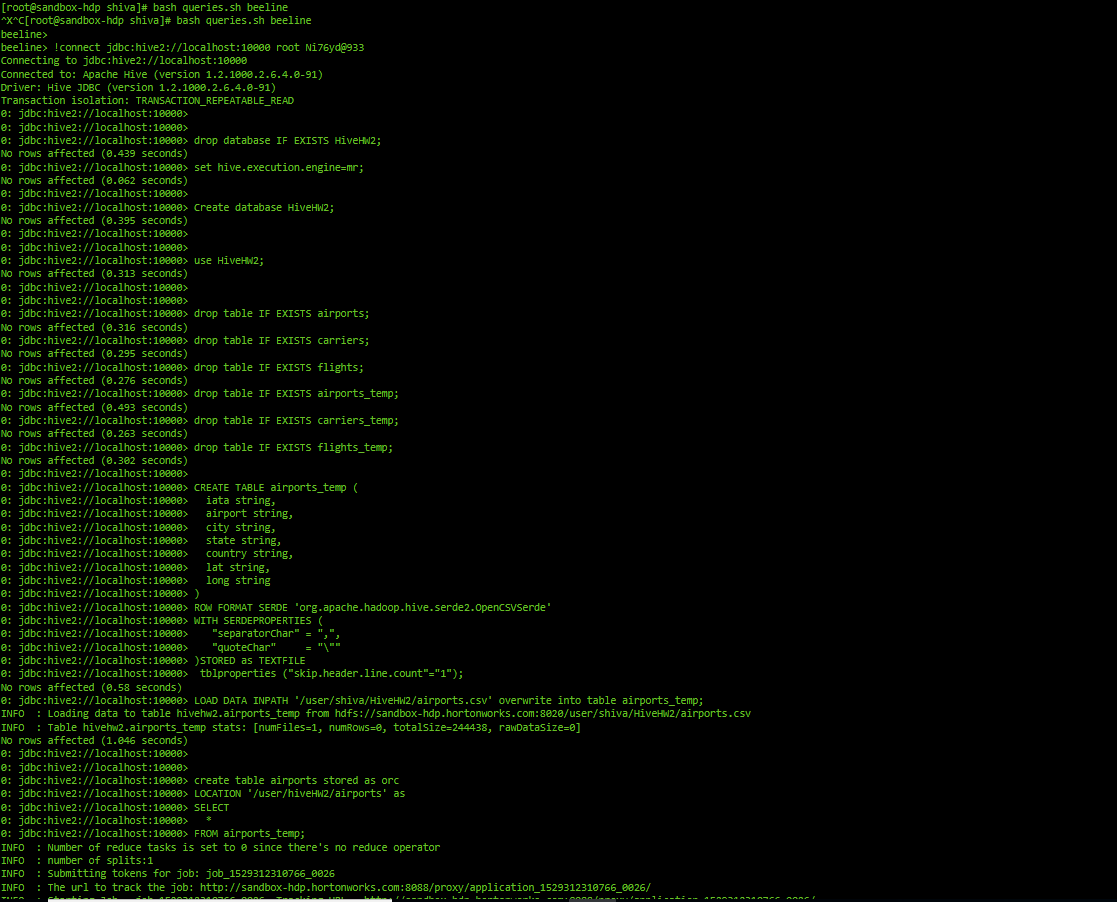 [root@sandbox-hdp shiva]# bash queries.sh beeline
^X^C[root@sandbox-hdp shiva]# bash queries.sh beeline
beeline>
beeline> !connect jdbc:hive2://localhost:10000 root Ni76yd@933
Connecting to jdbc:hive2://localhost:10000
Connected to: Apache Hive (version 1.2.1000.2.6.4.0-91)
Driver: Hive JDBC (version 1.2.1000.2.6.4.0-91)
Transaction isolation: TRANSACTION_REPEATABLE_READ
0: jdbc:hive2://localhost:10000>
0: jdbc:hive2://localhost:10000>
0: jdbc:hive2://localhost:10000> drop database IF EXISTS HiveHW2;
No rows affected (0.439 seconds)
0: jdbc:hive2://localhost:10000> set hive.execution.engine=mr;
No rows affected (0.062 seconds)
0: jdbc:hive2://localhost:10000>
0: jdbc:hive2://localhost:10000> Create database HiveHW2;
No rows affected (0.395 seconds)
0: jdbc:hive2://localhost:10000>
0: jdbc:hive2://localhost:10000>
0: jdbc:hive2://localhost:10000> use HiveHW2;
No rows affected (0.313 seconds)
0: jdbc:hive2://localhost:10000>
0: jdbc:hive2://localhost:10000>
0: jdbc:hive2://localhost:10000> drop table IF EXISTS airports;
No rows affected (0.316 seconds)
0: jdbc:hive2://localhost:10000> drop table IF EXISTS carriers;
No rows affected (0.295 seconds)
0: jdbc:hive2://localhost:10000> drop table IF EXISTS flights;
No rows affected (0.276 seconds)
0: jdbc:hive2://localhost:10000> drop table IF EXISTS airports_temp;
No rows affected (0.493 seconds)
0: jdbc:hive2://localhost:10000> drop table IF EXISTS carriers_temp;
No rows affected (0.263 seconds)
0: jdbc:hive2://localhost:10000> drop table IF EXISTS flights_temp;
No rows affected (0.302 seconds)
0: jdbc:hive2://localhost:10000>
0: jdbc:hive2://localhost:10000> CREATE TABLE airports_temp (
0: jdbc:hive2://localhost:10000>   iata string,
0: jdbc:hive2://localhost:10000>   airport string,
0: jdbc:hive2://localhost:10000>   city string,
0: jdbc:hive2://localhost:10000>   state string,
0: jdbc:hive2://localhost:10000>   country string,
0: jdbc:hive2://localhost:10000>   lat string,
0: jdbc:hive2://localhost:10000>   long string
0: jdbc:hive2://localhost:10000> )
0: jdbc:hive2://localhost:10000> ROW FORMAT SERDE 'org.apache.hadoop.hive.serde2.OpenCSVSerde'
0: jdbc:hive2://localhost:10000> WITH SERDEPROPERTIES (
0: jdbc:hive2://localhost:10000>    "separatorChar" = ",",
0: jdbc:hive2://localhost:10000>    "quoteChar"     = "\""
0: jdbc:hive2://localhost:10000> )STORED as TEXTFILE
0: jdbc:hive2://localhost:10000>  tblproperties ("skip.header.line.count"="1");
No rows affected (0.58 seconds)
0: jdbc:hive2://localhost:10000> LOAD DATA INPATH '/user/shiva/HiveHW2/airports.csv' overwrite into table airports_temp;
INFO  : Loading data to table hivehw2.airports_temp from hdfs://sandbox-hdp.hortonworks.com:8020/user/shiva/HiveHW2/airports.csv
INFO  : Table hivehw2.airports_temp stats: [numFiles=1, numRows=0, totalSize=244438, rawDataSize=0]
No rows affected (1.046 seconds)
0: jdbc:hive2://localhost:10000>
0: jdbc:hive2://localhost:10000>
0: jdbc:hive2://localhost:10000> create table airports stored as orc
0: jdbc:hive2://localhost:10000> LOCATION '/user/hiveHW2/airports' as
0: jdbc:hive2://localhost:10000> SELECT
0: jdbc:hive2://localhost:10000>   *
0: jdbc:hive2://localhost:10000> FROM airports_temp;
INFO  : Number of reduce tasks is set to 0 since there's no reduce operator
INFO  : number of splits:1
INFO  : Submitting tokens for job: job_1529312310766_0026
INFO  : The url to track the job: http://sandbox-hdp.hortonworks.com:8088/proxy/application_1529312310766_0026/